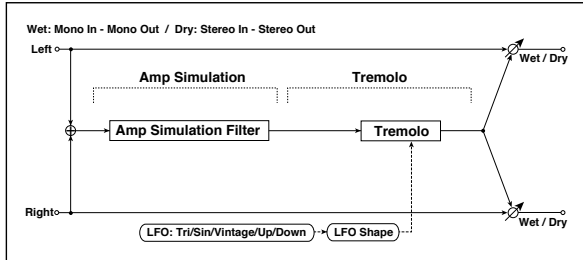 Wet: Mono In - Mono Out / Dry: Stereo In - Stereo Out
Left
Wet / Dry
Amp Simulation
Tremolo
Amp Simulation Filter
Tremolo
Right
Wet / Dry
LFO: Tri/Sin/Vintage/Up/Down
LFO Shape